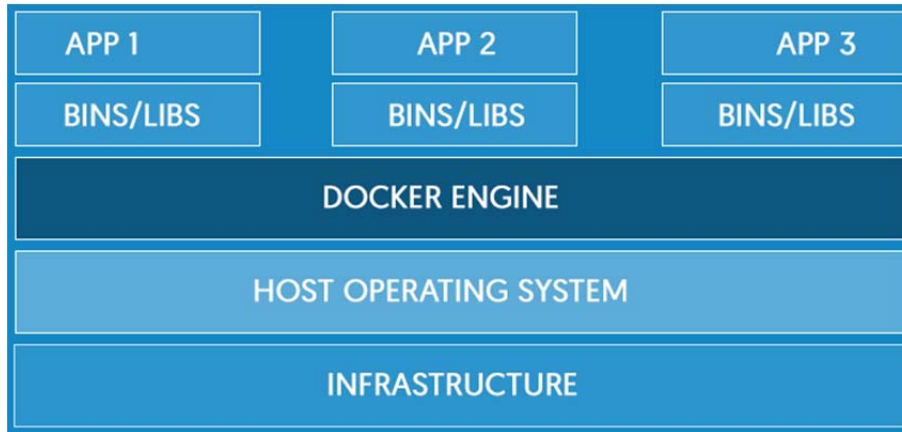 APP 1 APP 2 APP 3
BINS/LIBS BINS/LIBS BINS/LIBS
DOCKER ENGINE
HOST OPERATING SYSTEM
INFRASTRUCTURE